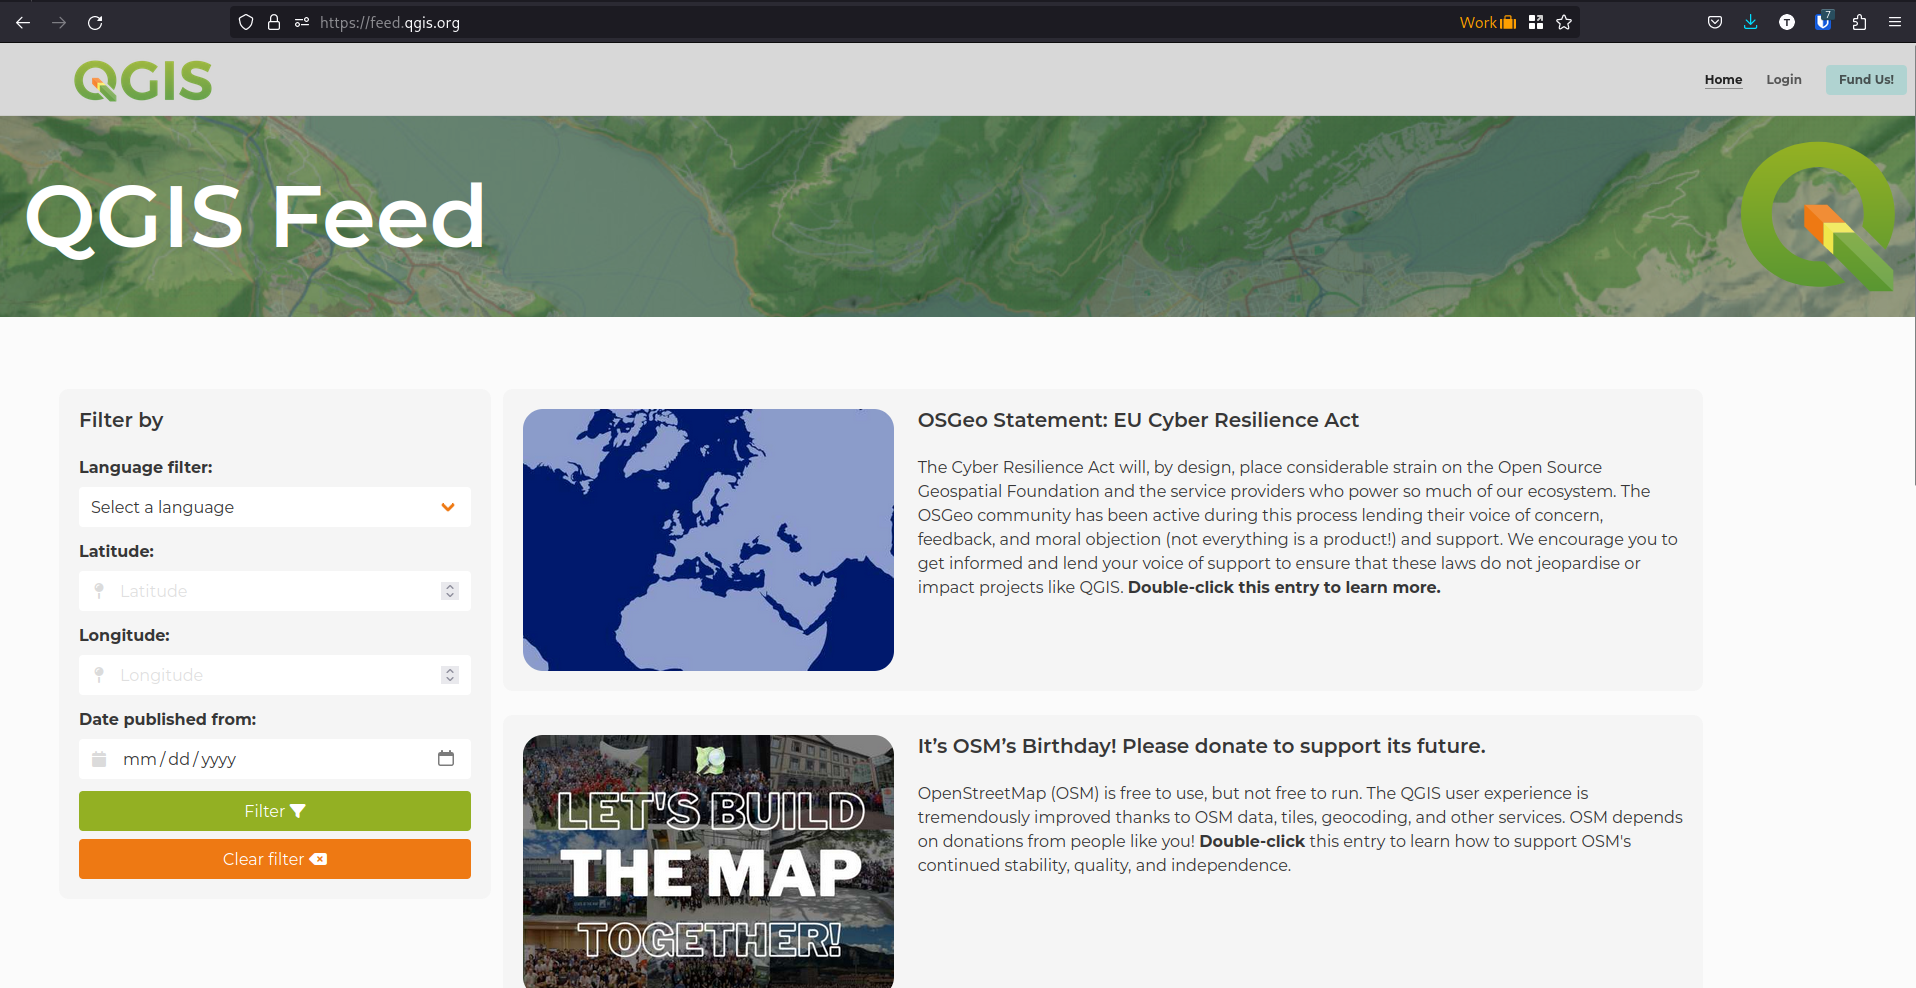 https://feed.qgis.org
Work
7
T
QGIS
Home
Login
Fund Us!
QGIS Feed
Filter by
Language filter:
Select a language
Latitude:
Latitude
Longitude:
Longitude
Date published from:
mm/dd/yyyy
Filter
Clear filter
OSGeo Statement: EU Cyber Resilience Act
The Cyber Resilience Act will, by design, place considerable strain on the Open Source
Geospatial Foundation and the service providers who power so much of our ecosystem. The
OSGeo community has been active during this process lending their voice of concern,
feedback, and moral objection (not everything is a product!) and support. We encourage you to
get informed and lend your voice of support to ensure that these laws do not jeopardise or
impact projects like QGIS. Double-click this entry to learn more.
LET'S BUILD
THE MAP
TOGETHER!
It’s OSM’s Birthday! Please donate to support its future.
OpenStreetMap (OSM) is free to use, but not free to run. The QGIS user experience is
tremendously improved thanks to OSM data, tiles, geocoding, and other services. OSM depends
on donations from people like you! Double-click this entry to learn how to support OSM's
continued stability, quality, and independence.